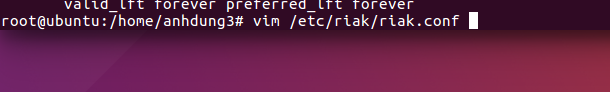 valid_lft forever preferred_lft forever
root@ubuntu:/home/anhdung3# vim /etc/riak/riak.conf